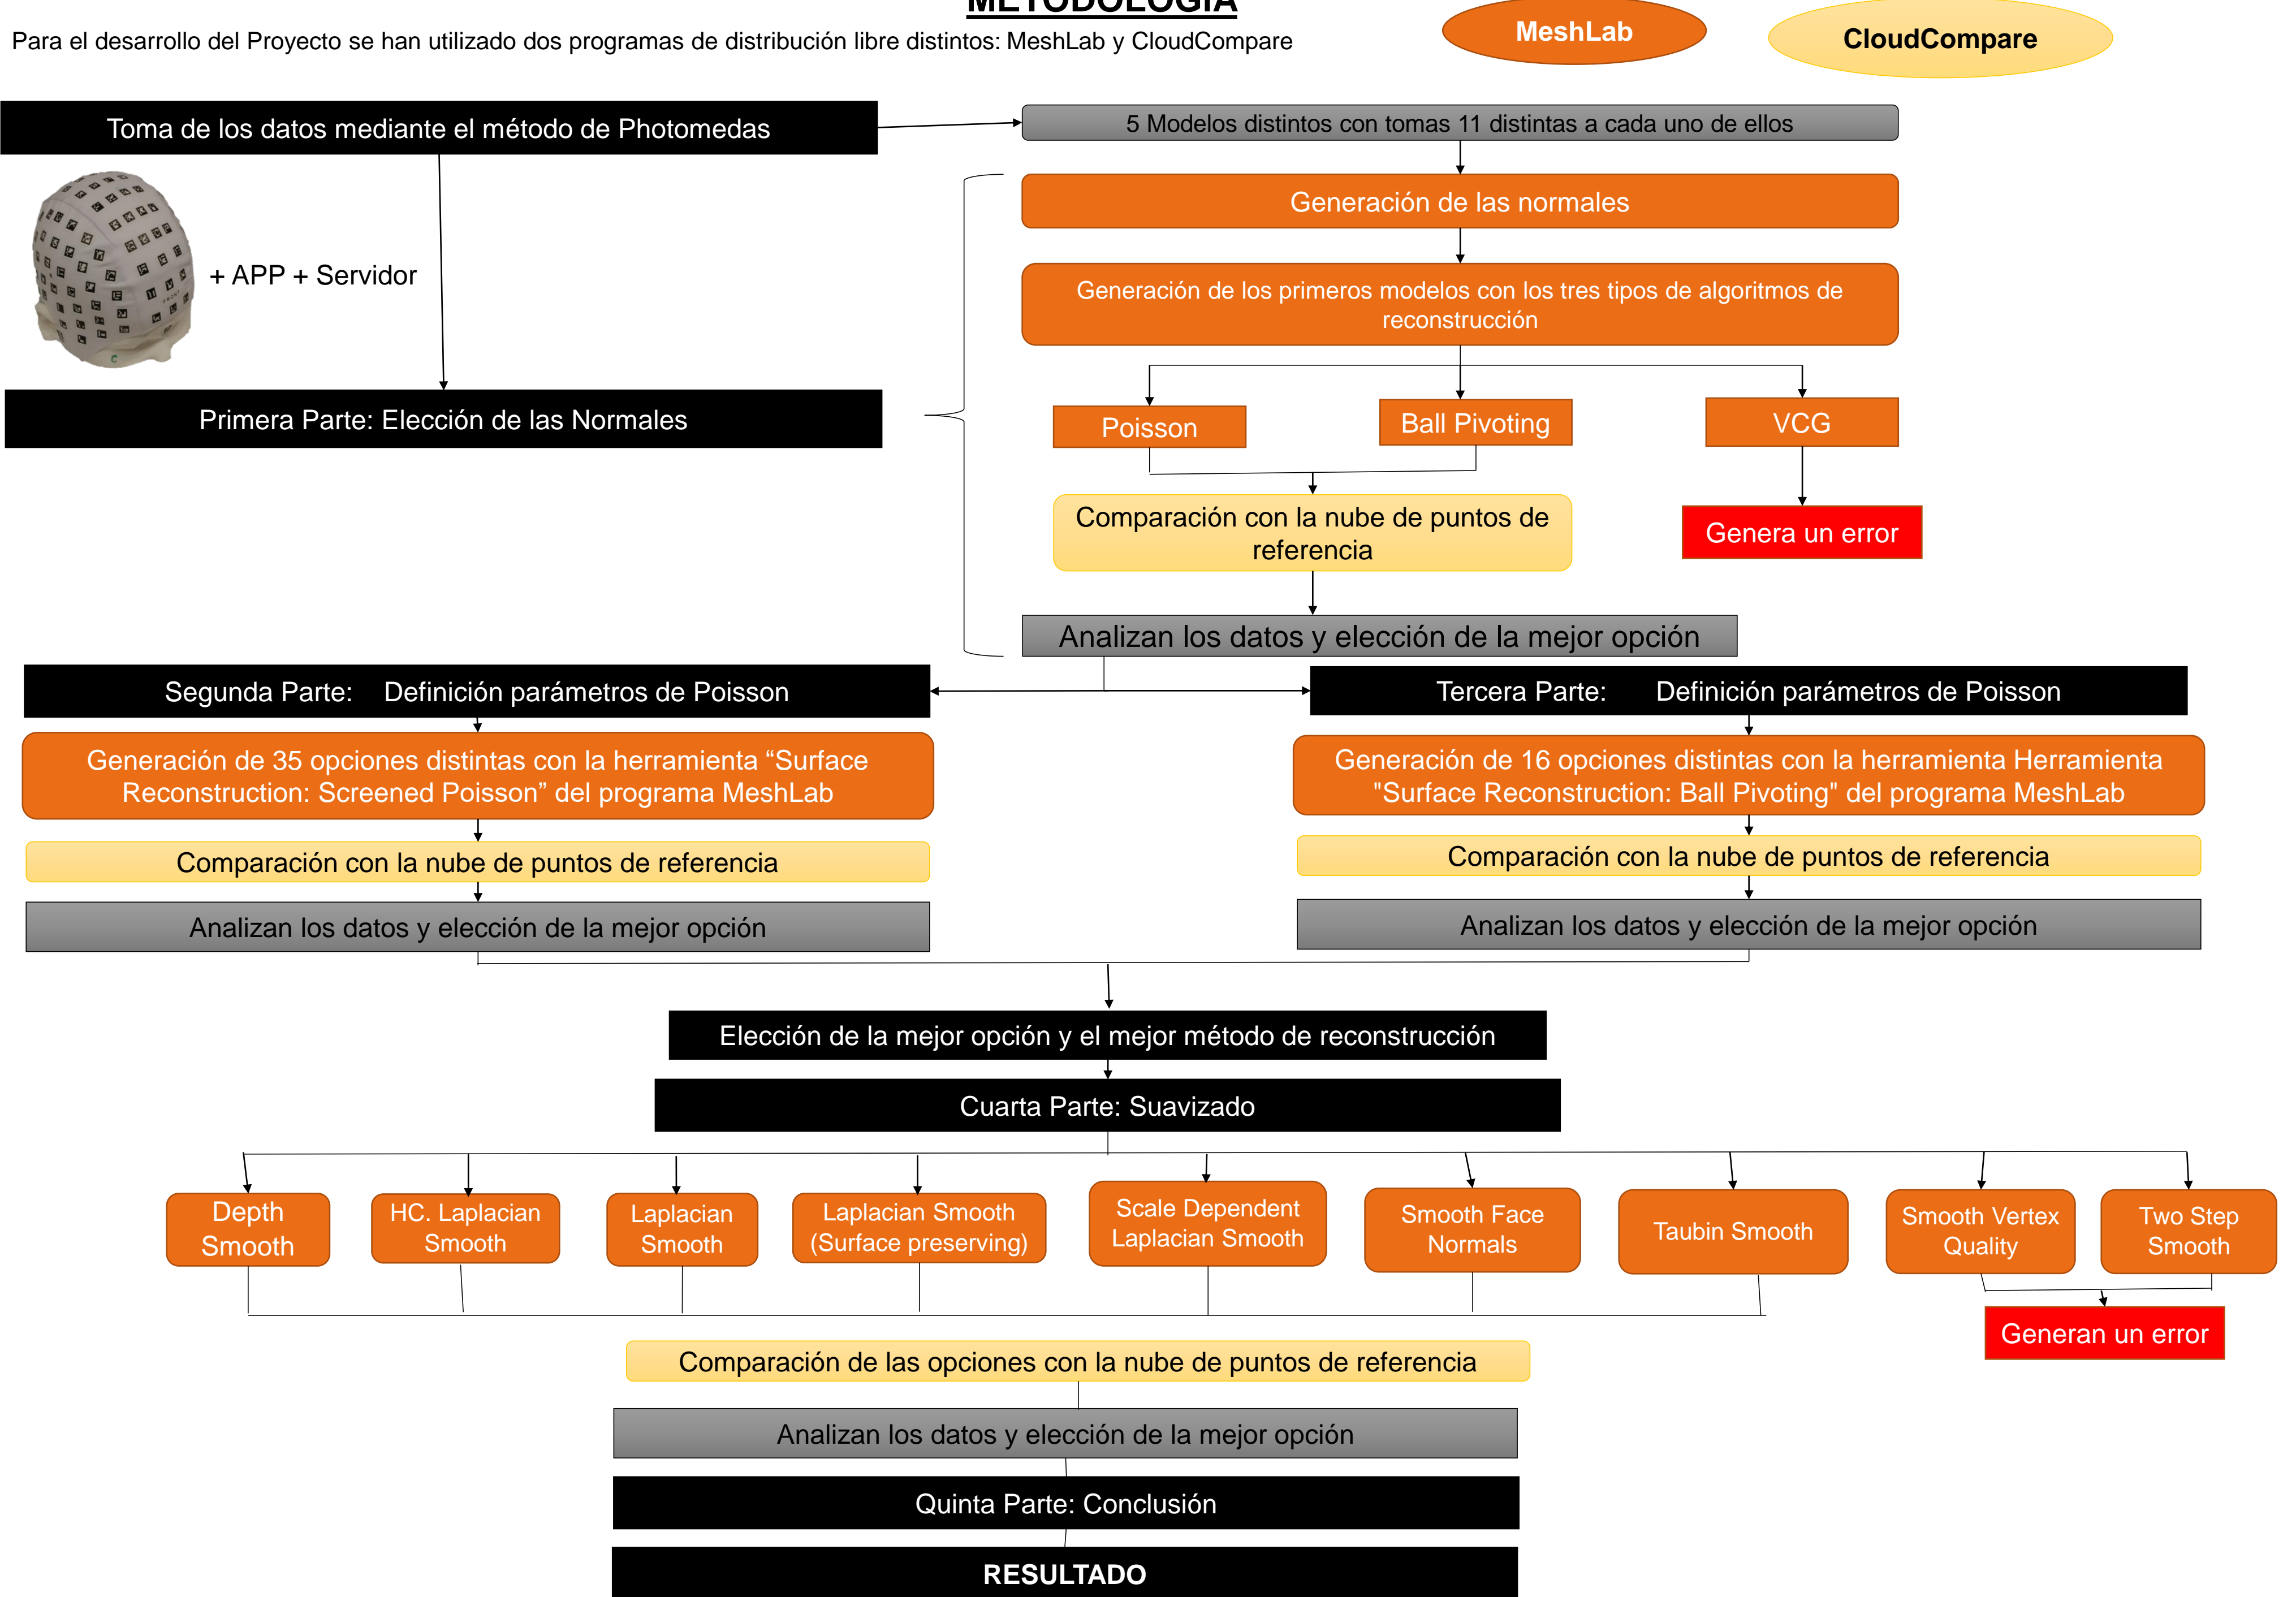 METODOLOGÍA
Para el desarrollo del Proyecto se han utilizado dos programas de distribución libre distintos: MeshLab y CloudCompare
MeshLab
CloudCompare
Toma de los datos mediante el método de Photomedas
5 Modelos distintos con tomas 11 distintas a cada uno de ellos
+ APP + Servidor
Generación de las normales
Generación de los primeros modelos con los tres tipos de algoritmos de
reconstrucción
Primera Parte: Elección de las Normales
Poisson
Ball Pivoting
VCG
Comparación con la nube de puntos de
referencia
Genera un error
Analizan los datos y elección de la mejor opción
Segunda Parte: Definición parámetros de Poisson
Generación de 35 opciones distintas con la herramienta “Surface
Reconstruction: Screened Poisson” del programa MeshLab
Comparación con la nube de puntos de referencia
Analizan los datos y elección de la mejor opción
Tercera Parte: Definición parámetros de Poisson
Generación de 16 opciones distintas con la herramienta Herramienta
"Surface Reconstruction: Ball Pivoting" del programa MeshLab
Comparación con la nube de puntos de referencia
Analizan los datos y elección de la mejor opción
Elección de la mejor opción y el mejor método de reconstrucción
Cuarta Parte: Suavizado
Depth
Smooth
HC. Laplacian
Smooth
Laplacian
Smooth
Laplacian Smooth
(Surface preserving)
Scale Dependent
Laplacian Smooth
Smooth Face
Normals
Taubin Smooth
Smooth Vertex
Quality
Two Step
Smooth
Generan un error
Comparación de las opciones con la nube de puntos de referencia
Analizan los datos y elección de la mejor opción
Quinta Parte: Conclusión
RESULTADO